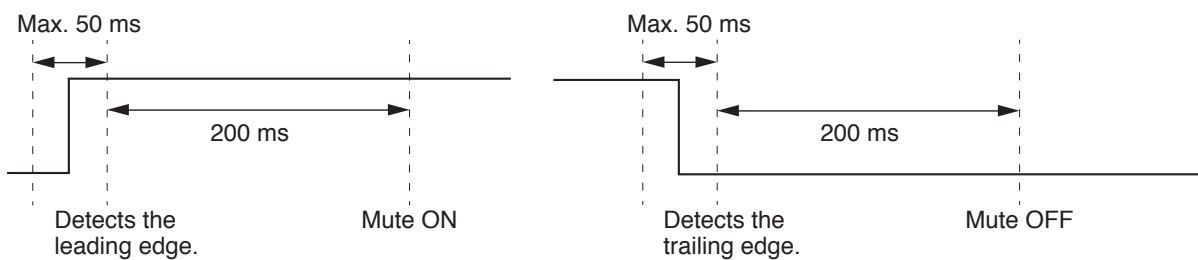 Max. 50 ms
200 ms
Detects the
leading edge.
Mute ON
Max. 50 ms
200 ms
Detects the
trailing edge.
Mute OFF